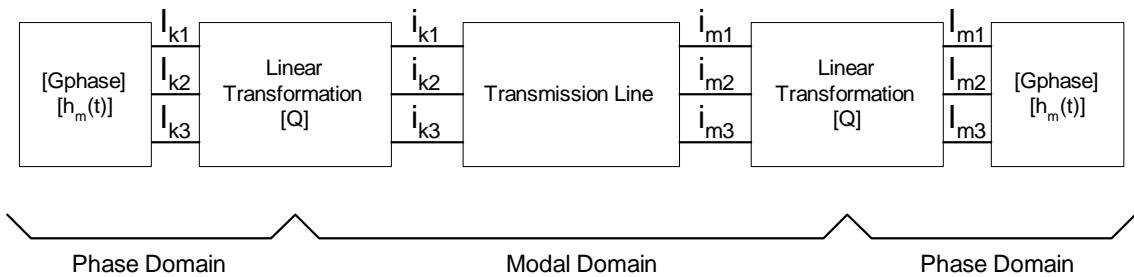 I_k1
i_k1
i_m1
I_m1
[Gphase]
[h_m(t)]
I_k2
Linear
Transformation
[Q]
i_k2
Transmission Line
i_m2
Linear
Transformation
[Q]
I_m2
[Gphase]
[h_m(t)]
I_k3
i_k3
i_m3
I_m3
Phase Domain
Modal Domain
Phase Domain